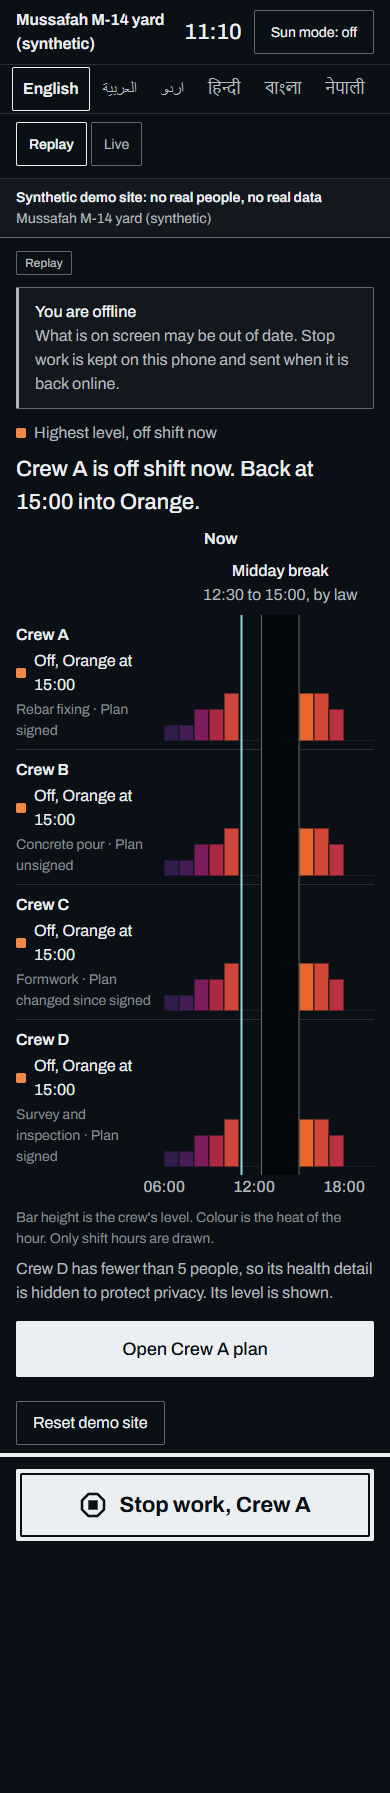 Mussafah M-14 yard
(synthetic)
11:10
Sun mode: off
English
العربية
اردو
हिन्दी
বাংলা
नेपाली
Replay
Live
Synthetic demo site: no real people, no real data
Mussafah M-14 yard (synthetic)
Replay
You are offline
What is on screen may be out of date. Stop
work is kept on this phone and sent when it is
back online.
Highest level, off shift now
Crew A is off shift now. Back at
15:00 into Orange.
Now
Midday break
12:30 to 15:00, by law
Crew A
Off, Orange at
15:00
Rebar fixing · Plan
signed
Crew B
Off, Orange at
15:00
Concrete pour · Plan
unsigned
Crew C
Off, Orange at
15:00
Formwork · Plan
changed since signed
Crew D
Off, Orange at
15:00
Survey and
inspection · Plan
signed
06:00
12:00
18:00
Bar height is the crew's level. Colour is the heat of the
hour. Only shift hours are drawn.
Crew D has fewer than 5 people, so its health detail
is hidden to protect privacy. Its level is shown.
Open Crew A plan
Reset demo site
Stop work, Crew A